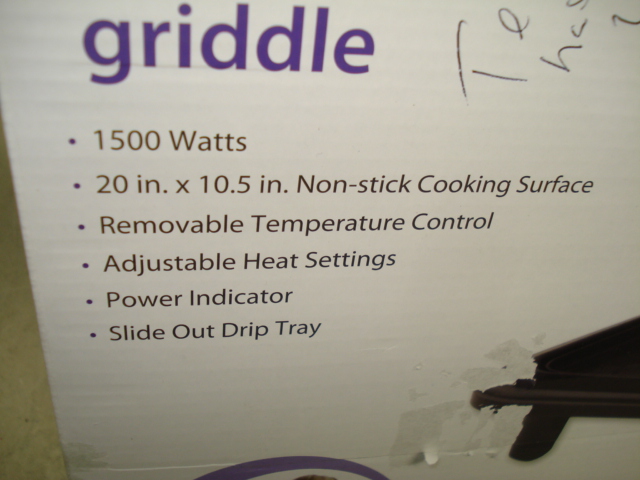 griddle
• 1500 Watts
• 20 in. x 10.5 in. Non-stick Cooking Surface
• Removable Temperature Control
• Adjustable Heat Settings
• Power Indicator
• Slide Out Drip Tray